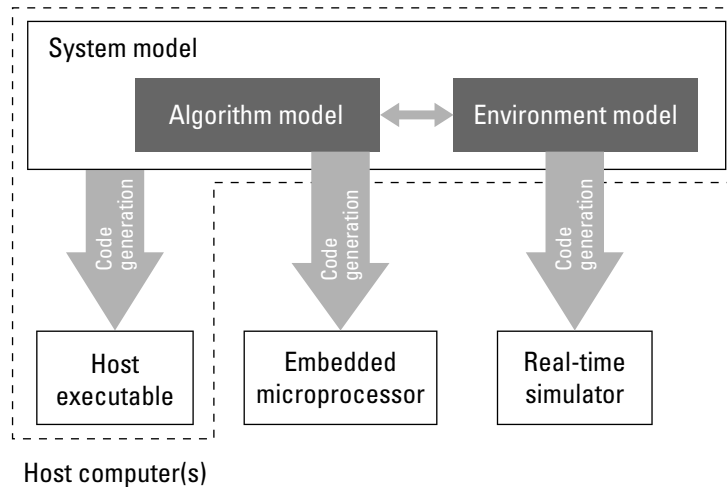 System model
Algorithm model
Environment model
Code
generation
Code
generation
Code
generation
Host
executable
Embedded
microprocessor
Real-time
simulator
Host computer(s)